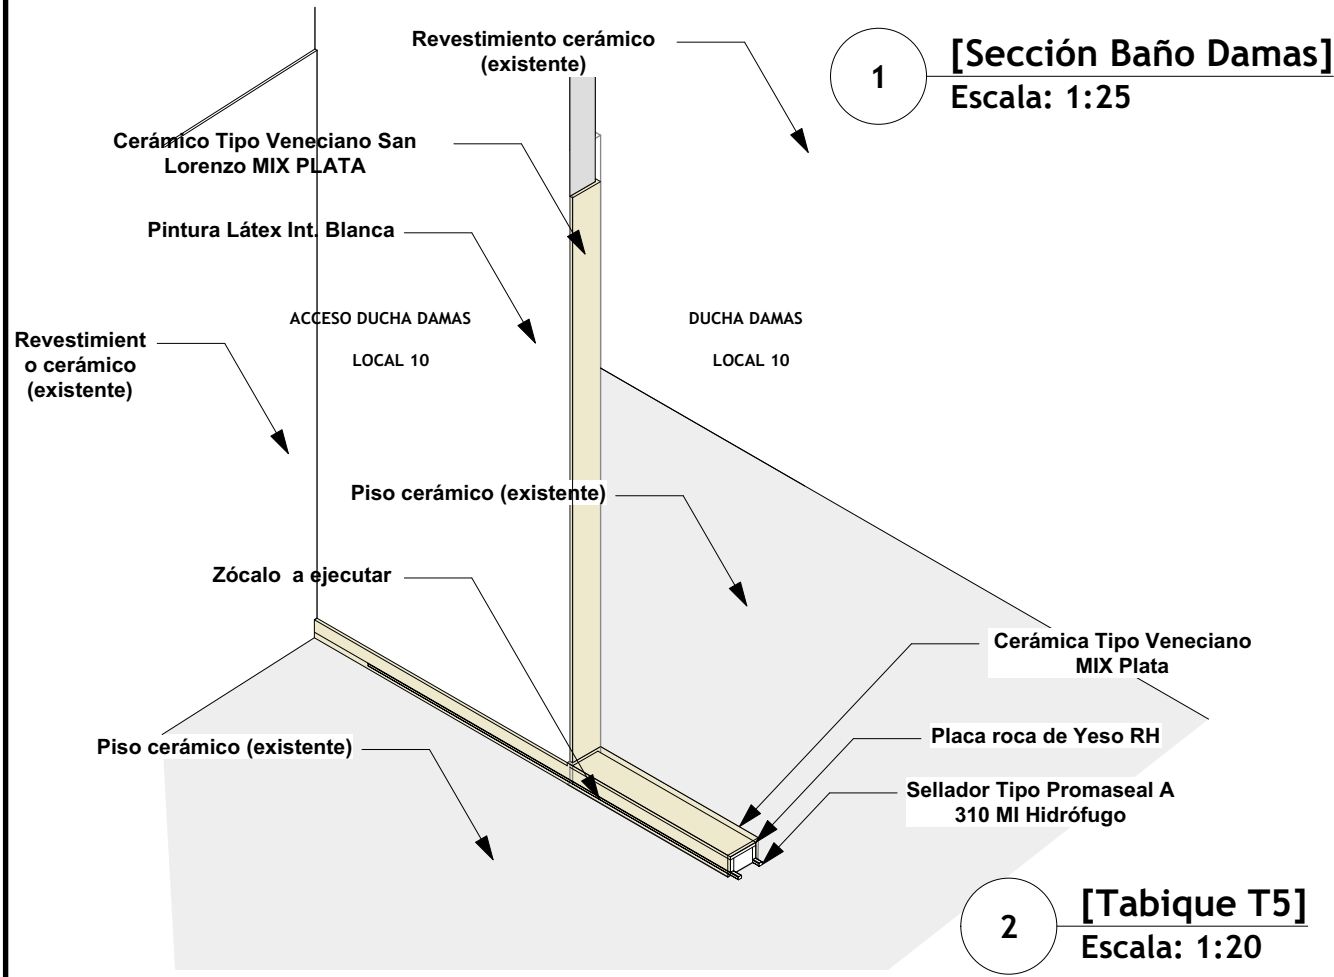 Revestimiento cerámico
(existente)
1
[Sección Baño Damas]
Escala: 1:25
Cerámico Tipo Veneciano San
Lorenzo MIX PLATA
Pintura Látex Int. Blanca
ACCESO DUCHA DAMAS
LOCAL 10
DUCHA DAMAS
LOCAL 10
Revestimient
o cerámico
(existente)
Piso cerámico (existente)
Zócalo a ejecutar
Cerámica Tipo Veneciano
MIX Plata
Piso cerámico (existente)
Placa roca de Yeso RH
Sellador Tipo Promaseal A
310 Ml Hidrófugo
2
[Tabique T5]
Escala: 1:20